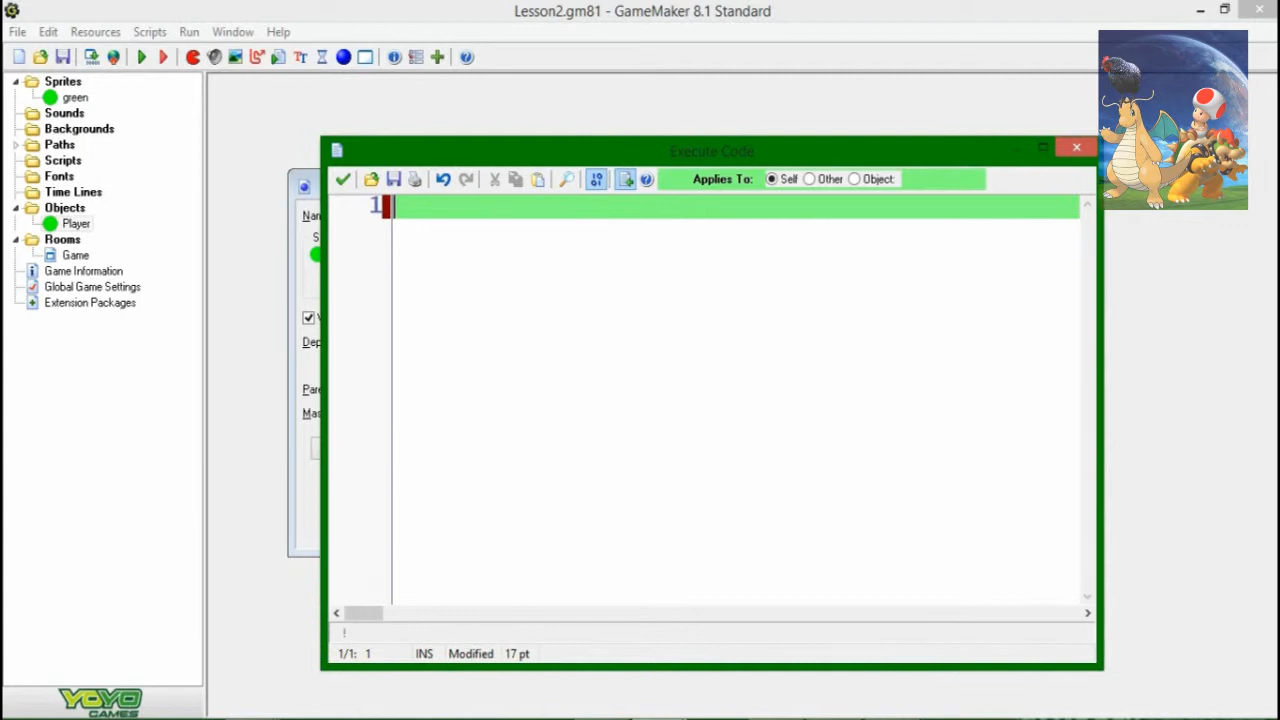 Lesson2.gm81 - GameMaker 8.1 Standard
File Edit Resources Scripts Run Window Help
Sprites
green
Sounds
Backgrounds
Paths
Scripts
Fonts
Time Lines
Objects
Player
Rooms
Game
Game Information
Global Game Settings
Extension Packages
YOYO
GAMES
Execute Code
Applies To: Self Other Object
1
!
1/1: 1 INS Modified 17 pt